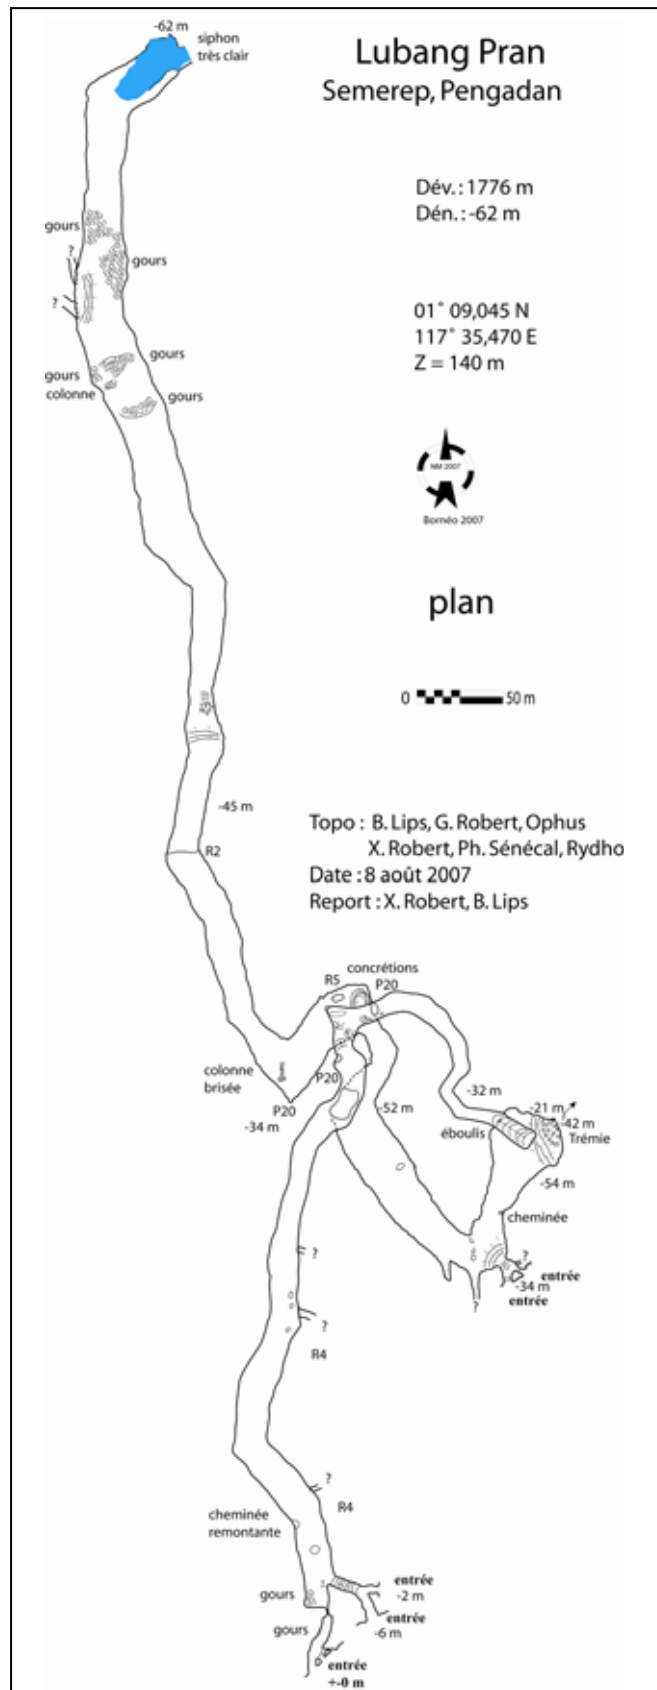 -62 m
siphon
très clair
Lubang Pran
Semerep, Pengadan
Dév. : 1776 m
Dén. : -62 m
gours
gours
?
?
01° 09,045 N
117° 35,470 E
Z = 140 m
gours
gours
colonne
gours
NM 2007
Bornéo 2007
plan
0 50 m
-45 m
R2
Topo : B. Lips, G. Robert, Ophus
X. Robert, Ph. Sénécal, Rydho
Date : 8 août 2007
Report : X. Robert, B. Lips
concrétions
R5
P20
colonne
brisée
P20
P20
-34 m
-52 m
-32 m
-21 m
-42 m
Trémie
éboulis
-54 m
cheminée
?
?
entrée
-34 m
entrée
?
?
R4
?
R4
cheminée
remontante
gours
entrée
-2 m
gours
entrée
-6 m
entrée
+-0 m